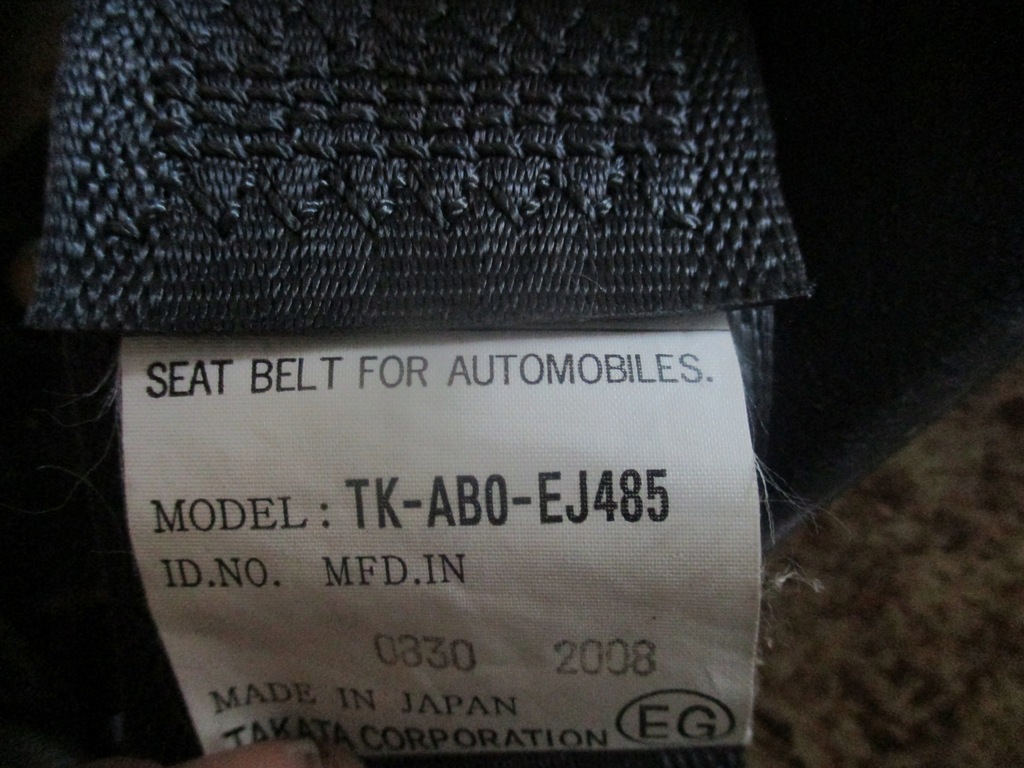 SEAT BELT FOR AUTOMOBILES.
MODEL : TK-AB0-EJ485
ID.NO. MFD.IN
0330 2008
MADE IN JAPAN
TAKATA CORPORATION EG